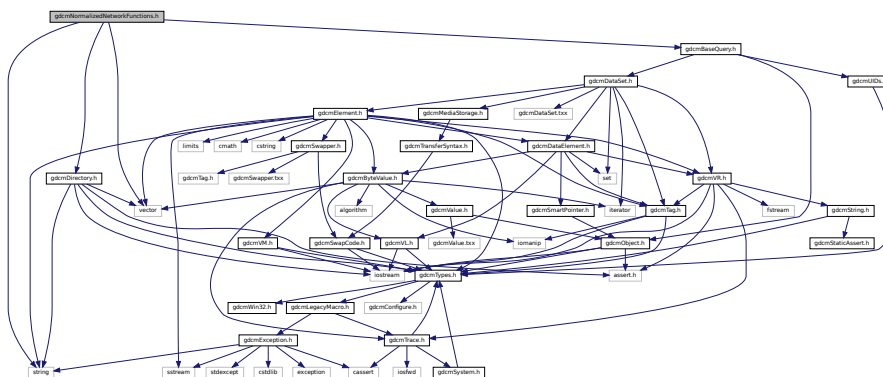 gdcmNormalizedNetworkFunctions.h
gdcmBaseQuery.h
gdcmDataSet.h
gdcmUIDs.
gdcmElement.h
gdcmMediaStorage.h
gdcmDataSet.txx
limits
cmath
cstring
gdcmSwapper.h
gdcmTransferSyntax.h
gdcmDataElement.h
gdcmTag.h
gdcmSwapper.txx
gdcmDirectory.h
gdcmByteValue.h
set
gdcmVR.h
vector
algorithm
gdcmValue.h
gdcmSmartPointer.h
iterator
gdcmTag.h
fstream
gdcmString.h
gdcmVM.h
gdcmSwapCode.h
gdcmVL.h
gdcmValue.txx
iomanip
gdcmObject.h
gdcmStaticAssert.h
iostream
gdcmTypes.h
assert.h
gdcmWin32.h
gdcmLegacyMacro.h
gdcmConfigure.h
gdcmException.h
gdcmTrace.h
string
sstream
stdexcept
cstdlib
exception
cassert
iosfwd
gdcmSystem.h